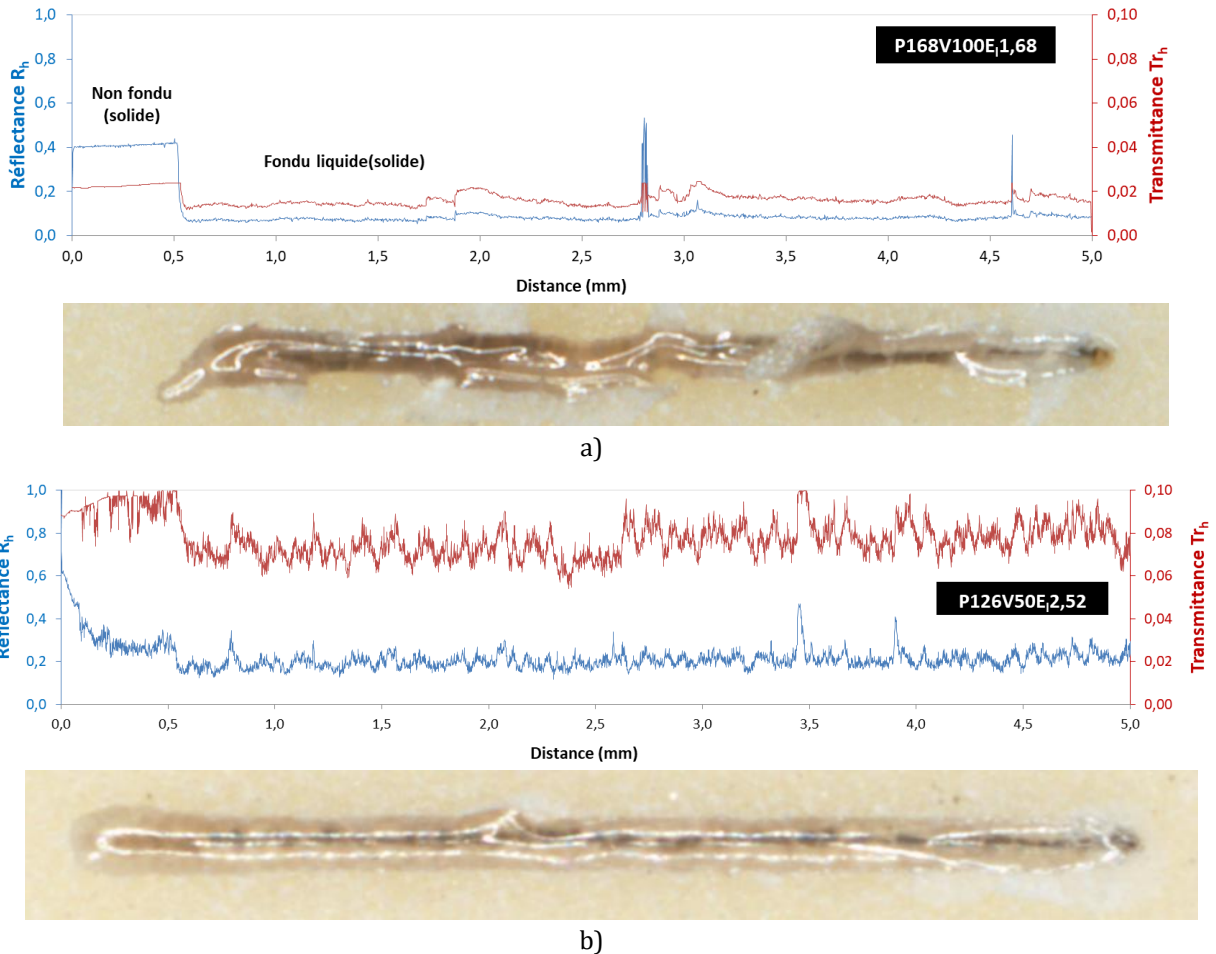 1,0
0,8
0,6
0,4
0,2
0,0
Réflectance Rh
0,10
0,08
0,06
0,04
0,02
0,00
Transmittance Trh
P168V100El1,68
Non fondu
(solide)
Fondu liquide(solide)
0,0 0,5 1,0 1,5 2,0 2,5 3,0 3,5 4,0 4,5 5,0
Distance (mm)
a)
1,0
0,8
0,6
0,4
0,2
0,0
Réflectance Rh
0,10
0,08
0,06
0,04
0,02
0,00
Transmittance Trh
P126V50El2,52
0,0 0,5 1,0 1,5 2,0 2,5 3,0 3,5 4,0 4,5 5,0
Distance (mm)
b)